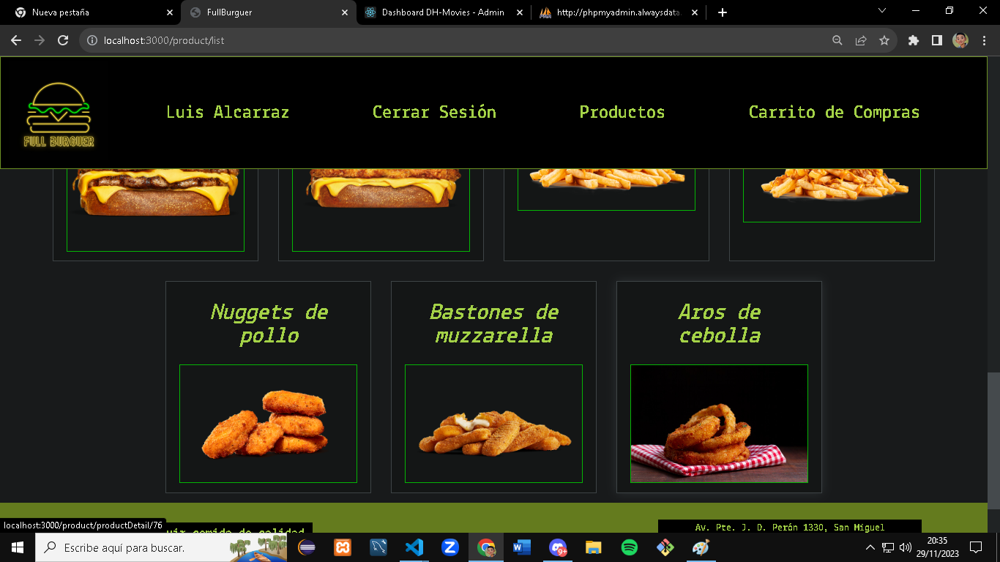 Nueva pestaña
FullBurguer
Dashboard DH-Movies - Admin
http://phpmyadmin.alwaysdata.
localhost:3000/product/list
FULL BURGUER
Luis Alcarraz
Cerrar Sesión
Productos
Carrito de Compras
Nuggets de
pollo
Bastones de
muzzarella
Aros de
cebolla
localhost:3000/product/productDetail/76
comida de calidad
Av. Pte. J. D. Perón 1330, San Miguel
Escribe aquí para buscar.
9+
20:35
29/11/2023